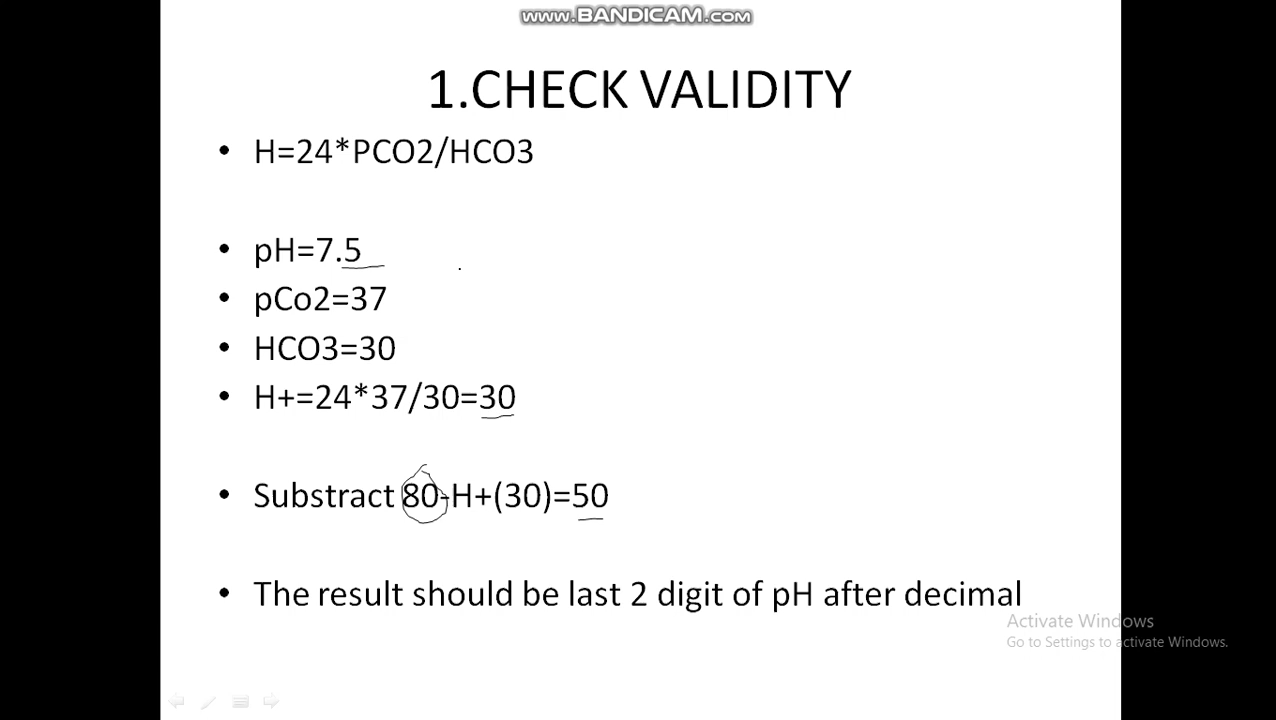 www.BANDICAM.com
1.CHECK VALIDITY
• H=24*PCO2/HCO3
• pH=7.5
• pCo2=37
• HCO3=30
• H+=24*37/30=30
• Substract 80-H+(30)=50
• The result should be last 2 digit of pH after decimal
Activate Windows
Go to Settings to activate Windows.